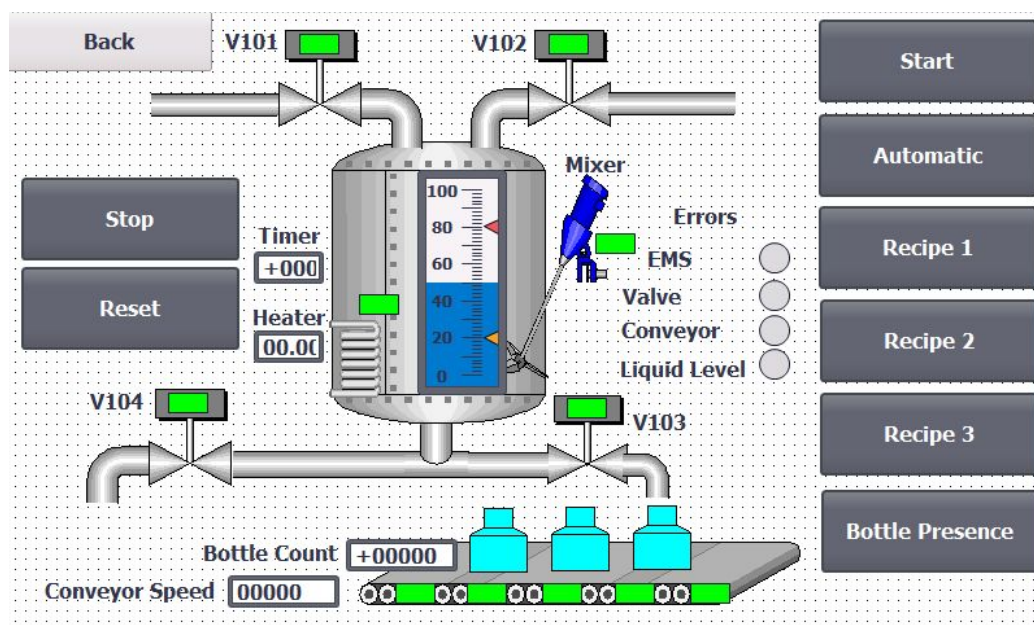 Back
V101
V102
Start
Automatic
Mixer
Stop
100
80
60
40
20
0
Errors
Timer
+000
EMS
Recipe 1
Reset
Valve
Heater
00.00
Conveyor
Recipe 2
Liquid Level
V104
V103
Recipe 3
Bottle Presence
Bottle Count
+00000
Conveyor Speed
00000